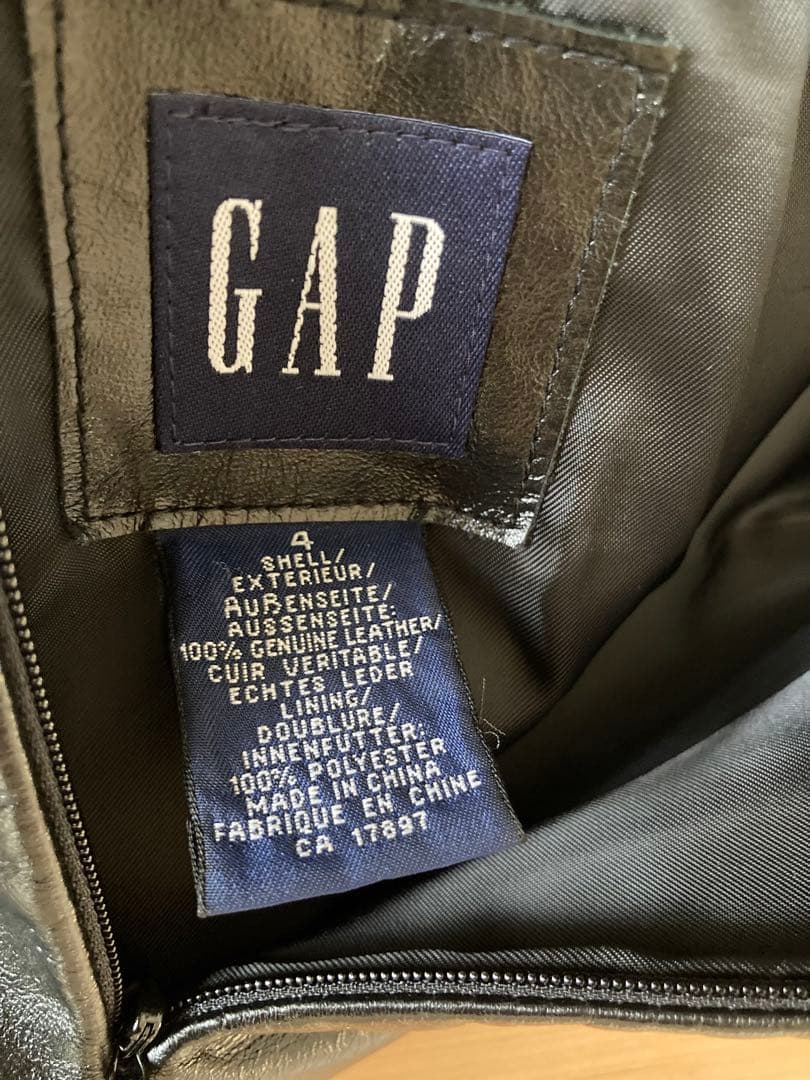 GAP
4
SHELL/
EXTERIEUR/
AUßENSEITE/
AUSSENSEITE:
100% GENUINE LEATHER/
CUIR VERITABLE/
ECHTES LEDER
LINING/
DOUBLURE/
INNENFUTTER:
100% POLYESTER
MADE IN CHINA
FABRIQUE EN CHINE
CA 17897